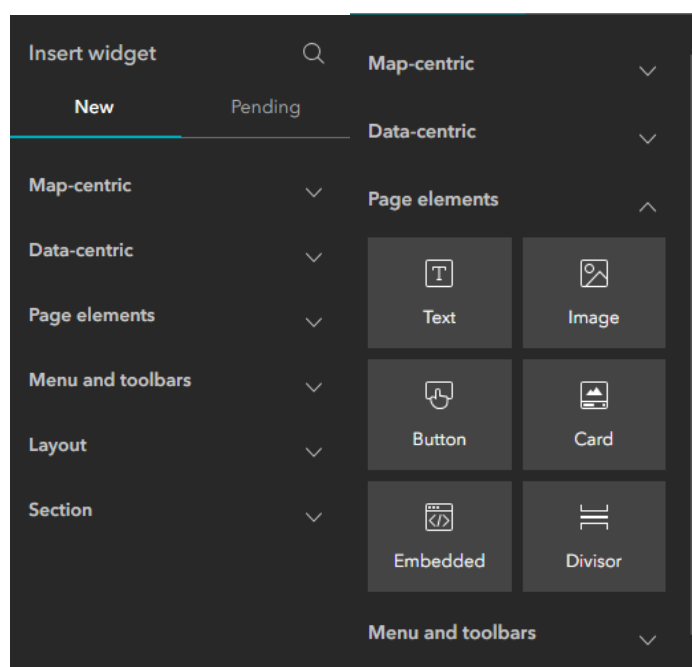 Insert widget
New Pending
Map-centric
Data-centric
Page elements
Menu and toolbars
Layout
Section
Map-centric
Data-centric
Page elements
Text Image
Button Card
Embedded Divisor
Menu and toolbars